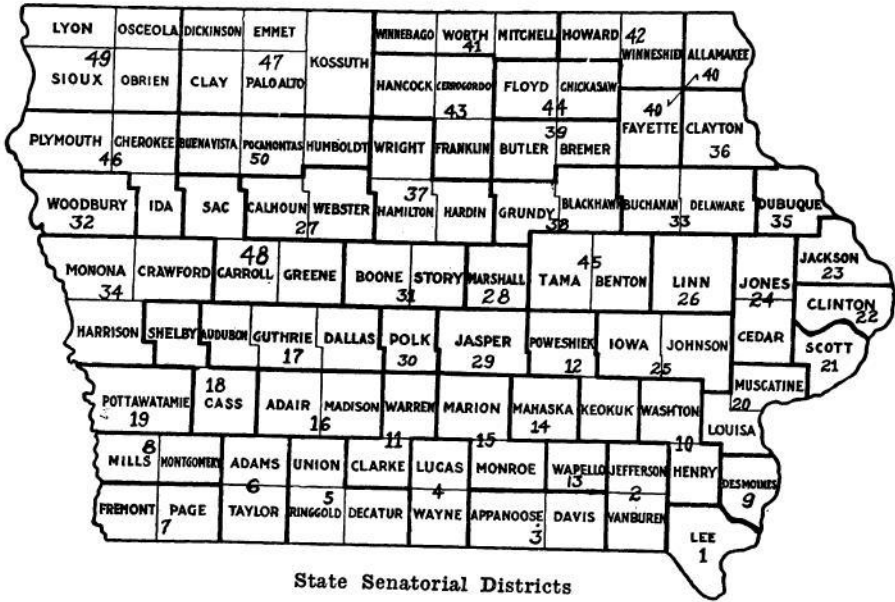 LYON OSCEOLA DICKINSON EMMET KOSSUTH WINNEBAGO WORTH MITCHELL HOWARD 42 WINNESHIEK ALLAMAKEE
49 47 41 40
SIOUX OBRIEN CLAY PALO ALTO HANCOCK CERROGORDO FLOYD CHICKASAW
43 44 40
FAYETTE CLAYTON
39 36
PLYMOUTH CHEROKEE BUENAVISTA POCAHONTAS HUMBOLDT WRIGHT FRANKLIN BUTLER BREMER
46 50
37
WOODBURY IDA SAC CALHOUN WEBSTER HAMILTON HARDIN GRUNDY BLACKHAWK BUCHANAN DELAWARE DUBUQUE
32 27 38 33 35
48 45
MONONA CRAWFORD CARROLL GREENE BOONE STORY MARSHALL TAMA BENTON LINN JONES JACKSON
34 31 28 26 24 23
CLINTON
22
HARRISON SHELBY AUDUBON GUTHRIE DALLAS POLK JASPER POWESHIEK IOWA JOHNSON CEDAR SCOTT
17 30 29 12 25 21
MUSCATINE
20
18
POTTAWATAMIE CASS ADAIR MADISON WARREN MARION MAHASKA KEOKUK WASH'TON LOUISA
19 16 14
11 15 10
8
MILLS MONTGOMERY ADAMS UNION CLARKE LUCAS MONROE WAPELLO JEFFERSON HENRY DESMOINES
6 5 4 13 2 9
FREMONT PAGE TAYLOR RINGGOLD DECATUR WAYNE APPANOOSE DAVIS VANBUREN
7 3
LEE
1
State Senatorial Districts